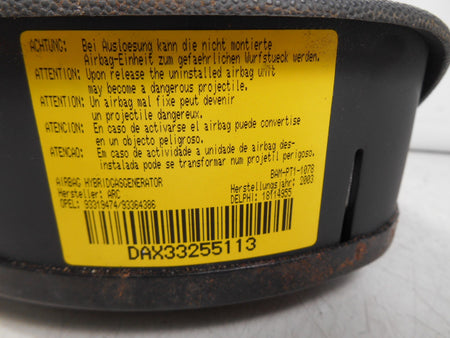 ACHTUNG: Bei Ausloesung kann die nicht montierte
Airbag-Einheit zum gefaehrlichen Wurfstueck werden.
ATTENTION: Upon release the uninstalled airbag unit
may become a dangerous projectile.
ATTENTION: Un airbag mal fixe peut devenir
un projectile dangereux.
ATENCION: En caso de activarse el airbag puede convertise
en un objecto peligroso.
ATENCAO: Em caso de actividade a unidade de airbag des-
instalada pode se transformar num projetil perigoso.
AIRBAG HYBRIDGASGENERATOR BAM-PT1-1078
Hersteller: ARC Herstellungsjahr: 2003
OPEL: 93319474/93364386 DELPHI: 18114955
DAX33255113